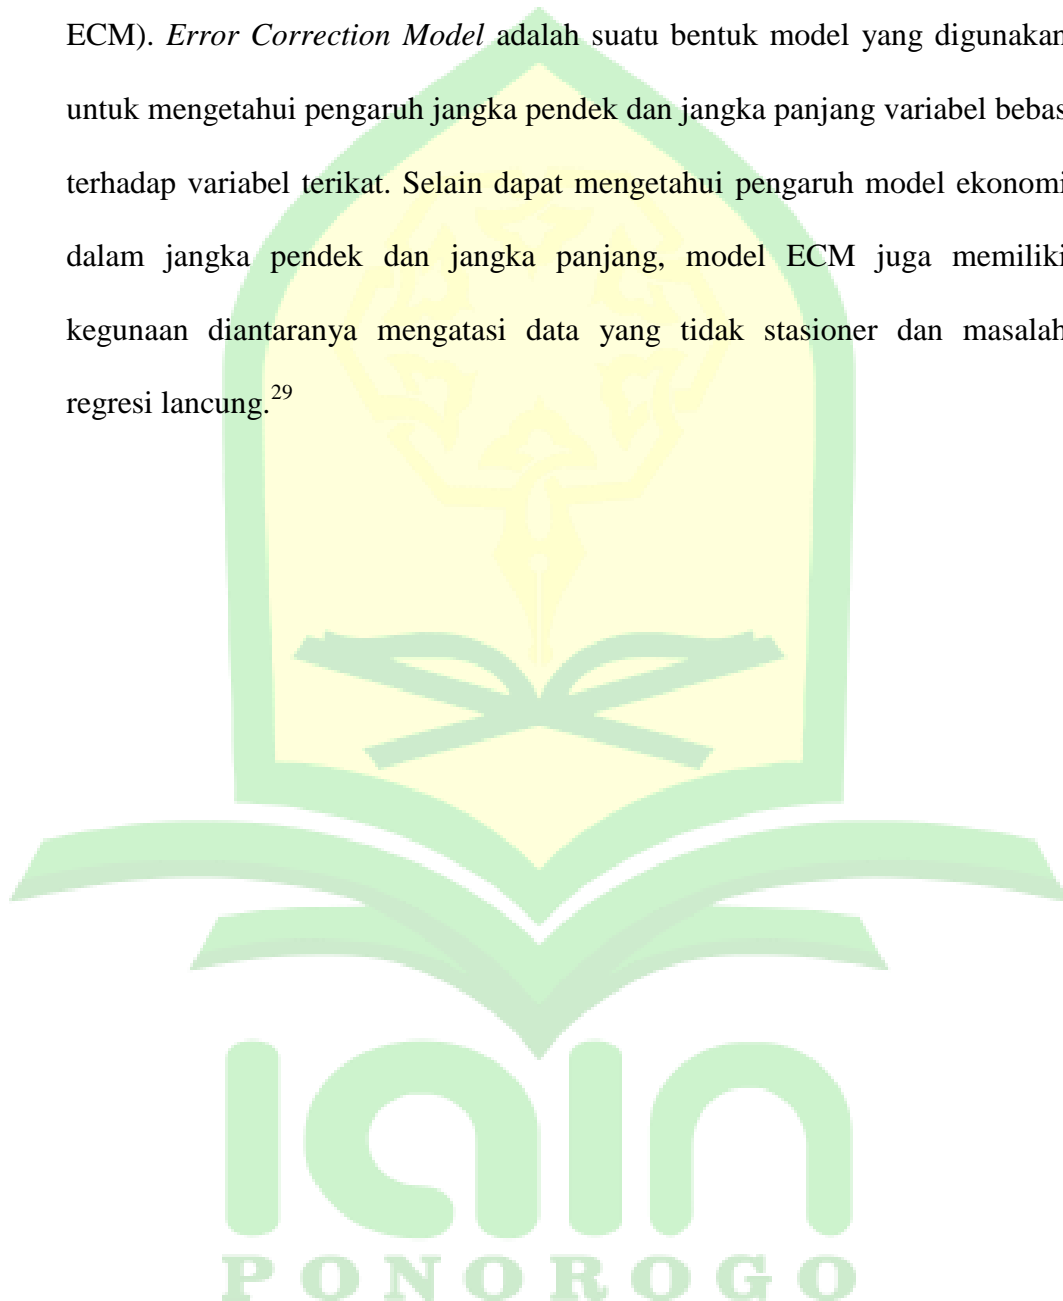 ECM). Error Correction Model adalah suatu bentuk model yang digunakan
untuk mengetahui pengaruh jangka pendek dan jangka panjang variabel bebas
terhadap variabel terikat. Selain dapat mengetahui pengaruh model ekonomi
dalam jangka pendek dan jangka panjang, model ECM juga memiliki
kegunaan diantaranya mengatasi data yang tidak stasioner dan masalah
regresi lancung.29
iain
PONOROGO